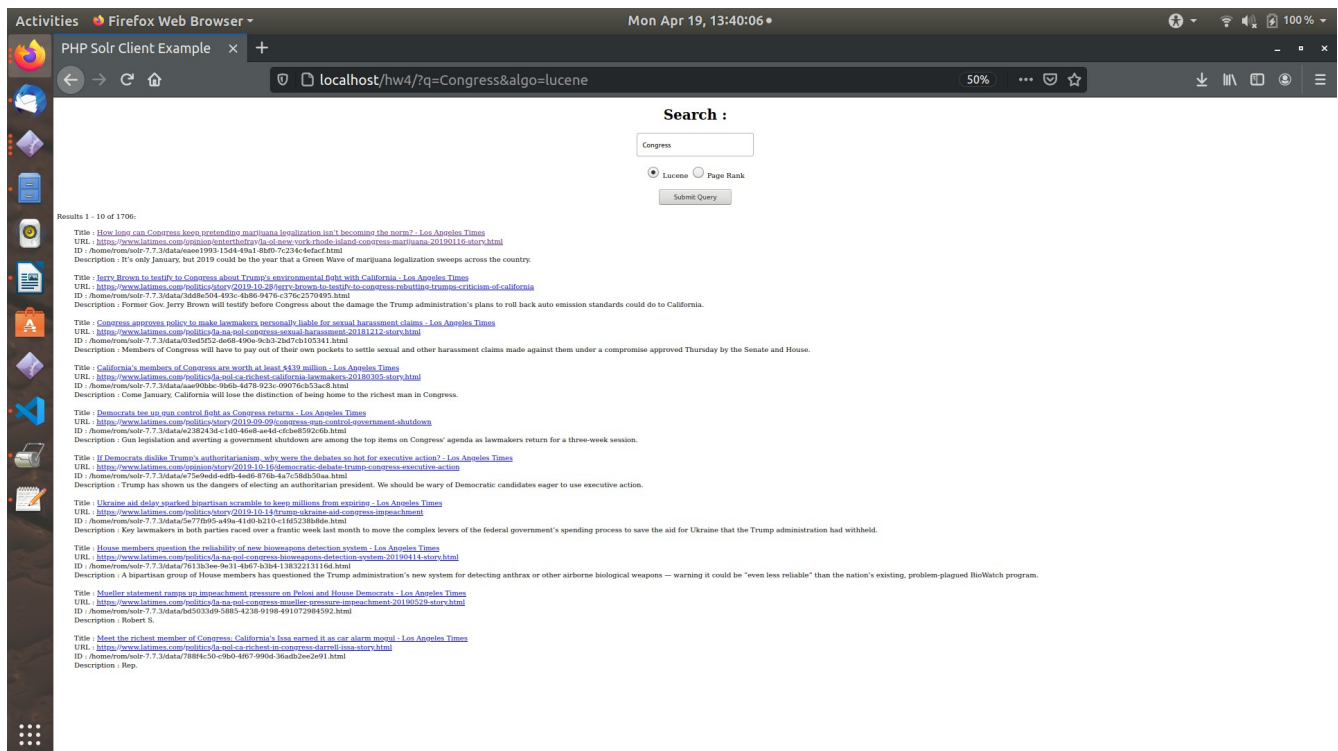 Activities Firefox Web Browser Mon Apr 19, 13:40:06 100 %
PHP Solr Client Example
localhost/hw4/?q=Congress&algo=lucene 50%
Search :
Congress
Lucene Page Rank
Submit Query
Results 1 - 10 of 1706:
Title : How long can Congress keep pretending marijuana legalization isn't becoming the norm? - Los Angeles Times
URL : https://www.latimes.com/opinion/enterthefray/la-ol-new-york-rhode-island-congress-marijuana-20190116-story.html
ID : /home/rom/solr-7.7.3/data/eaee1993-15d4-49a1-8bf0-7c234c4efacf.html
Description : It's only January, but 2019 could be the year that a Green Wave of marijuana legalization sweeps across the country.
Title : Jerry Brown to testify to Congress about Trump's environmental fight with California - Los Angeles Times
URL : https://www.latimes.com/politics/story/2019-10-28/jerry-brown-to-testify-to-congress-rebutting-trumps-criticism-of-california
ID : /home/rom/solr-7.7.3/data/3dd8e504-493c-4b86-9476-c376c2570495.html
Description : Former Gov. Jerry Brown will testify before Congress about the damage the Trump administration's plans to roll back auto emission standards could do to California.
Title : Congress approves policy to make lawmakers personally liable for sexual harassment claims - Los Angeles Times
URL : https://www.latimes.com/politics/la-na-pol-congress-sexual-harassment-20181212-story.html
ID : /home/rom/solr-7.7.3/data/03ed5f52-de68-490e-9cb3-2bd7cb105341.html
Description : Members of Congress will have to pay out of their own pockets to settle sexual and other harassment claims made against them under a compromise approved Thursday by the Senate and House.
Title : California's members of Congress are worth at least $439 million - Los Angeles Times
URL : https://www.latimes.com/politics/la-pol-ca-richest-california-lawmakers-20180305-story.html
ID : /home/rom/solr-7.7.3/data/aae90bbc-9b6b-4d78-923c-09076cb53ac8.html
Description : Come January, California will lose the distinction of being home to the richest man in Congress.
Title : Democrats tee up gun control fight as Congress returns - Los Angeles Times
URL : https://www.latimes.com/politics/story/2019-09-09/congress-gun-control-government-shutdown
ID : /home/rom/solr-7.7.3/data/e238243d-c1d0-46e8-ae4d-cfcbe8592c6b.html
Description : Gun legislation and averting a government shutdown are among the top items on Congress' agenda as lawmakers return for a three-week session.
Title : If Democrats dislike Trump's authoritarianism, why were the debates so hot for executive action? - Los Angeles Times
URL : https://www.latimes.com/opinion/story/2019-10-16/democratic-debate-trump-congress-executive-action
ID : /home/rom/solr-7.7.3/data/e75e9edd-edfb-4ed6-876b-4a7c58db50aa.html
Description : Trump has shown us the dangers of electing an authoritarian president. We should be wary of Democratic candidates eager to use executive action.
Title : Ukraine aid delay sparked bipartisan scramble to keep millions from expiring - Los Angeles Times
URL : https://www.latimes.com/politics/story/2019-10-14/trump-ukraine-aid-congress-impeachment
ID : /home/rom/solr-7.7.3/data/5e77fb95-a49a-41d0-b210-c1fd5238b8de.html
Description : Key lawmakers in both parties raced over a frantic week last month to move the complex levers of the federal government's spending process to save the aid for Ukraine that the Trump administration had withheld.
Title : House members question the reliability of new bioweapons detection system - Los Angeles Times
URL : https://www.latimes.com/politics/la-na-pol-congress-bioweapons-detection-system-20190414-story.html
ID : /home/rom/solr-7.7.3/data/7613b3ee-9e31-4b67-b3b4-13832213116d.html
Description : A bipartisan group of House members has questioned the Trump administration's new system for detecting anthrax or other airborne biological weapons — warning it could be "even less reliable" than the nation's existing, problem-plagued BioWatch program.
Title : Mueller statement ramps up impeachment pressure on Pelosi and House Democrats - Los Angeles Times
URL : https://www.latimes.com/politics/la-na-pol-congress-mueller-pressure-impeachment-20190529-story.html
ID : /home/rom/solr-7.7.3/data/bd5033d9-5885-4238-9198-491072984592.html
Description : Robert S.
Title : Meet the richest member of Congress: California's Issa earned it as car alarm mogul - Los Angeles Times
URL : https://www.latimes.com/politics/la-pol-ca-richest-in-congress-darrell-issa-story.html
ID : /home/rom/solr-7.7.3/data/788f4c50-c9b0-4f67-990d-36adb2ee2e91.html
Description : Rep.